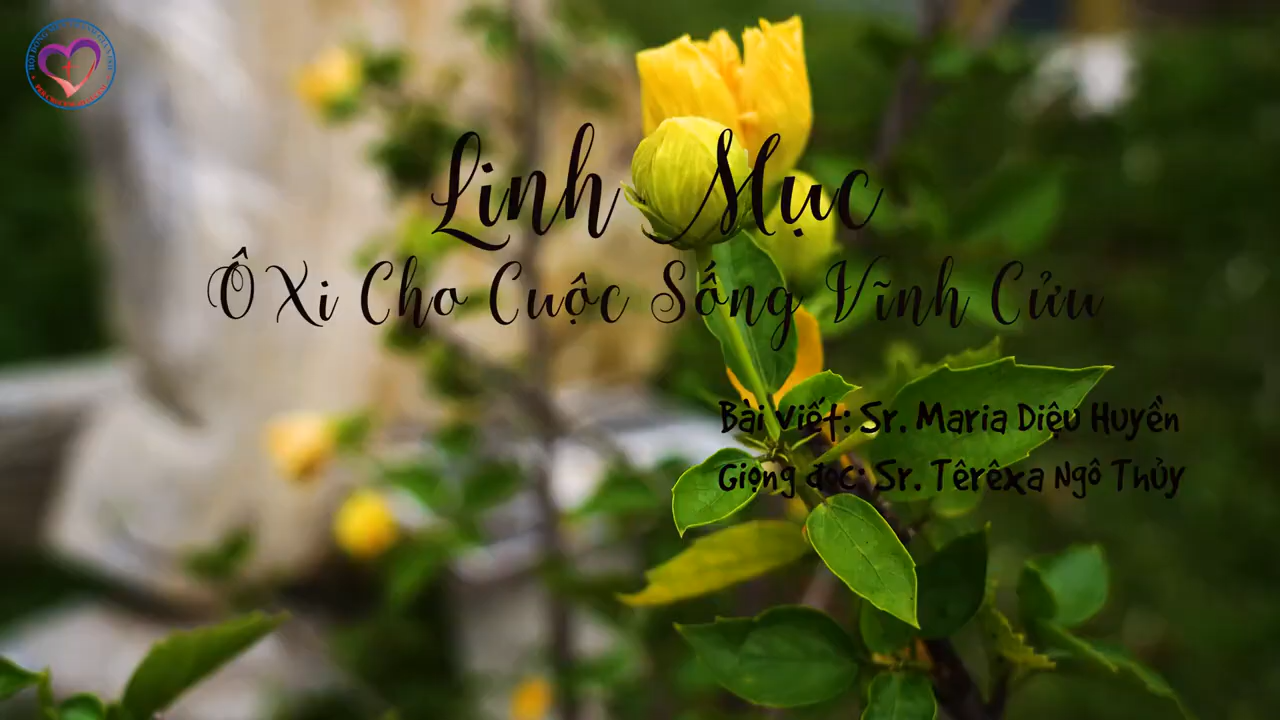 Linh Mục
Ô Xi Cho Cuộc Sống Vĩnh Cửu
Bài Viết: Sr. Maria Diệu Huyền
Giọng đọc: Sr. Têrêxa Ngô Thủy